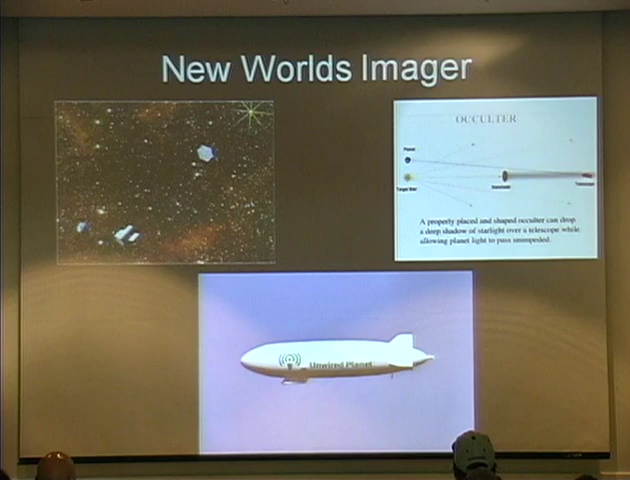 New Worlds Imager
OCCULTER
Planet
Target Star
Starshade
Telescope
A properly placed and shaped occulter can drop
a deep shadow of starlight over a telescope while
allowing planet light to pass unimpeded.
Unwired Planet